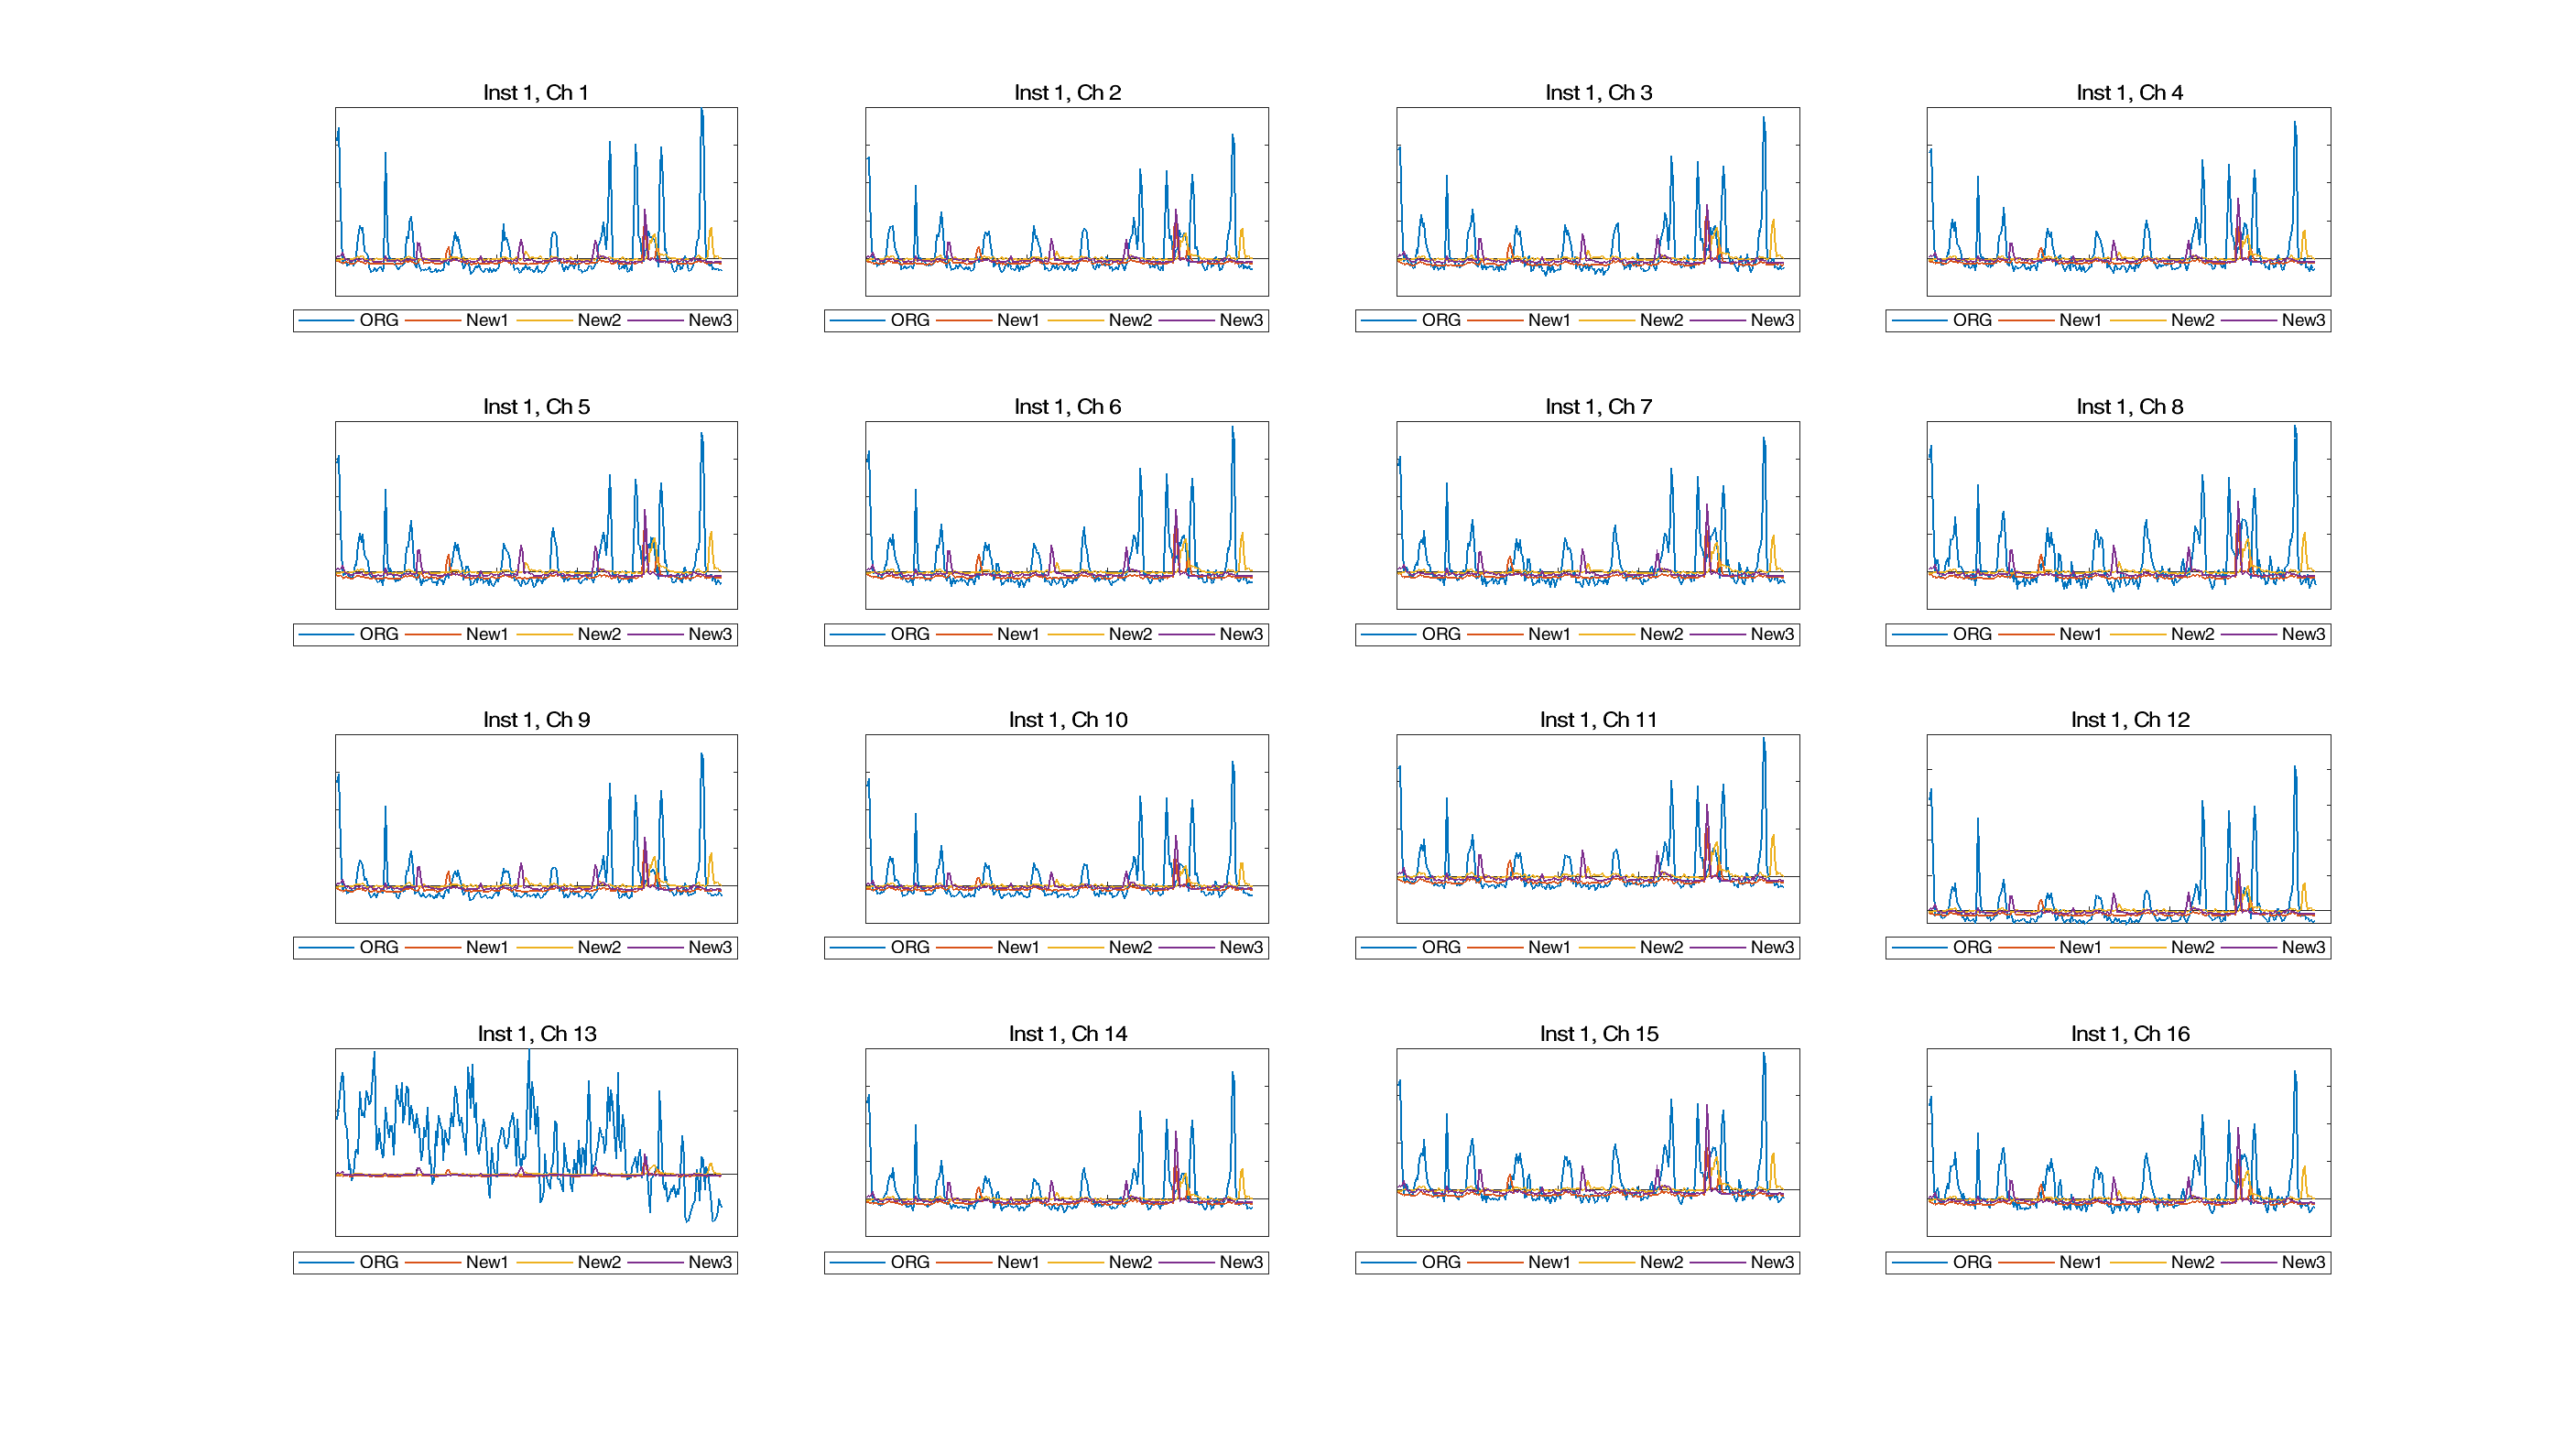 Inst 1, Ch 1
Inst 1, Ch 2
Inst 1, Ch 3
Inst 1, Ch 4
ORG New1 New2 New3
ORG New1 New2 New3
ORG New1 New2 New3
ORG New1 New2 New3
Inst 1, Ch 5
Inst 1, Ch 6
Inst 1, Ch 7
Inst 1, Ch 8
ORG New1 New2 New3
ORG New1 New2 New3
ORG New1 New2 New3
ORG New1 New2 New3
Inst 1, Ch 9
Inst 1, Ch 10
Inst 1, Ch 11
Inst 1, Ch 12
ORG New1 New2 New3
ORG New1 New2 New3
ORG New1 New2 New3
ORG New1 New2 New3
Inst 1, Ch 13
Inst 1, Ch 14
Inst 1, Ch 15
Inst 1, Ch 16
ORG New1 New2 New3
ORG New1 New2 New3
ORG New1 New2 New3
ORG New1 New2 New3